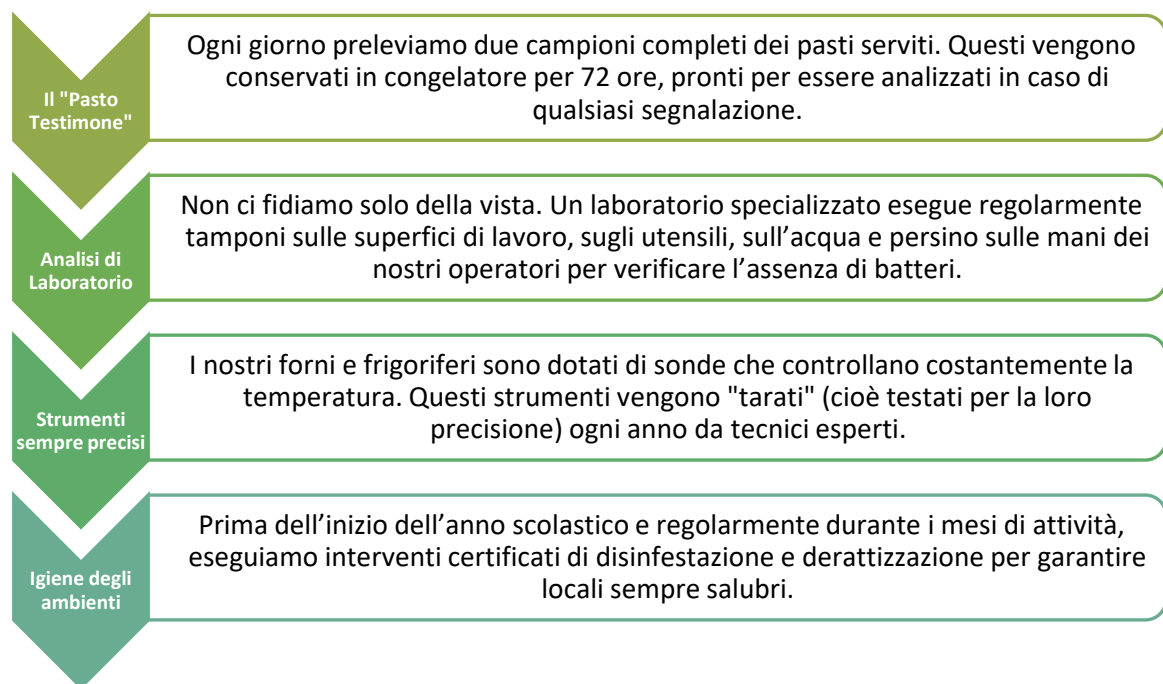 Il "Pasto
Testimone"
Ogni giorno preleviamo due campioni completi dei pasti serviti. Questi vengono
conservati in congelatore per 72 ore, pronti per essere analizzati in caso di
qualsiasi segnalazione.
Analisi di
Laboratorio
Non ci fidiamo solo della vista. Un laboratorio specializzato esegue regolarmente
tamponi sulle superfici di lavoro, sugli utensili, sull’acqua e persino sulle mani dei
nostri operatori per verificare l’assenza di batteri.
Strumenti
sempre precisi
I nostri forni e frigoriferi sono dotati di sonde che controllano costantemente la
temperatura. Questi strumenti vengono "tarati" (cioè testati per la loro
precisione) ogni anno da tecnici esperti.
Igiene degli
ambienti
Prima dell’inizio dell’anno scolastico e regolarmente durante i mesi di attività,
eseguiamo interventi certificati di disinfestazione e derattizzazione per garantire
locali sempre salubri.